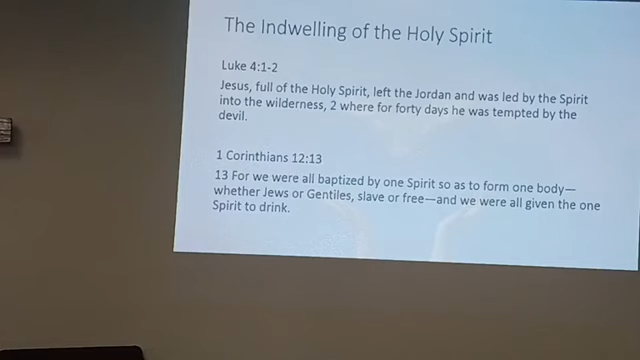 The Indwelling of the Holy Spirit
Luke 4:1-2
Jesus, full of the Holy Spirit, left the Jordan and was led by the Spirit
into the wilderness, 2 where for forty days he was tempted by the
devil.
1 Corinthians 12:13
13 For we were all baptized by one Spirit so as to form one body—
whether Jews or Gentiles, slave or free—and we were all given the one
Spirit to drink.